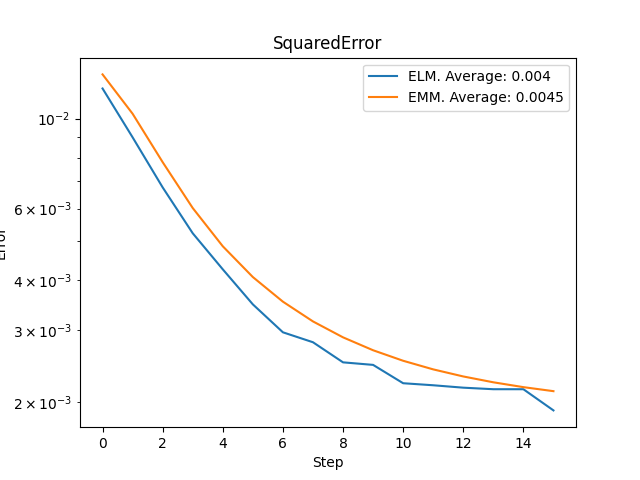 SquaredError
ELM. Average: 0.004
EMM. Average: 0.0045
10⁻²
6 × 10⁻³
4 × 10⁻³
3 × 10⁻³
2 × 10⁻³
Error
0 2 4 6 8 10 12 14
Step